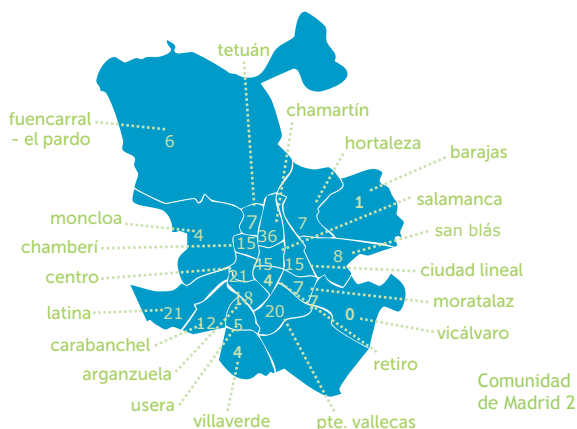 tetuán
chamartín
fuencarral
- el pardo
6
hortaleza
barajas
1
salamanca
moncloa
4
7
36
7
san blás
chamberí
15
45
15
8
ciudad lineal
centro
21
4
7
moratalaz
latina
21
18
7
0
vicálvaro
carabanchel
12
5
20
retiro
arganzuela
4
usera
villaverde
pte. vallecas
Comunidad
de Madrid 2